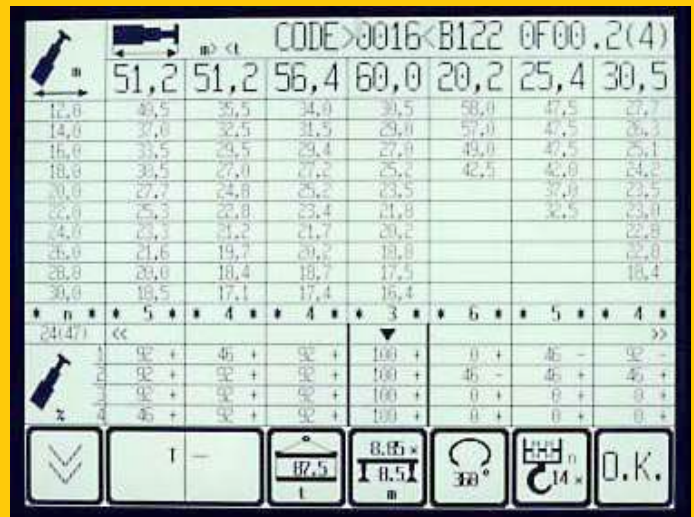 m> <t CODE>0016<B122 0F00.2(4)
m 51,2 51,2 56,4 60,0 20,2 25,4 30,5
12,0 40,5 35,5 34,0 30,5 58,0 47,5 27,7
14,0 37,0 32,5 31,5 29,0 57,0 47,5 26,3
16,0 33,5 29,5 29,4 27,0 49,0 47,5 25,1
18,0 30,5 27,0 27,2 25,2 42,5 42,0 24,2
20,0 27,7 24,8 25,2 23,5 37,0 23,5
22,0 25,3 22,8 23,4 21,8 32,5 23,0
24,0 23,3 21,2 21,7 20,2 22,8
26,0 21,6 19,7 20,2 18,8 22,8
28,0 20,0 18,4 18,7 17,5 18,4
30,0 18,5 17,1 17,4 16,4
* n * * 5 * * 4 * * 4 * * 3 * * 6 * * 5 * * 4 *
24(47) << >>
1 92 + 46 + 92 + 100 + 0 + 46 - 92 -
2 92 + 92 + 92 + 100 + 46 - 46 + 46 +
3 92 + 92 + 92 + 100 + 0 + 0 + 0 +
% 4 46 + 92 + 92 + 100 + 0 + 0 + 0 +
T - 87,5 t 8.85 x 8.5 m 360° n 14 x O.K.